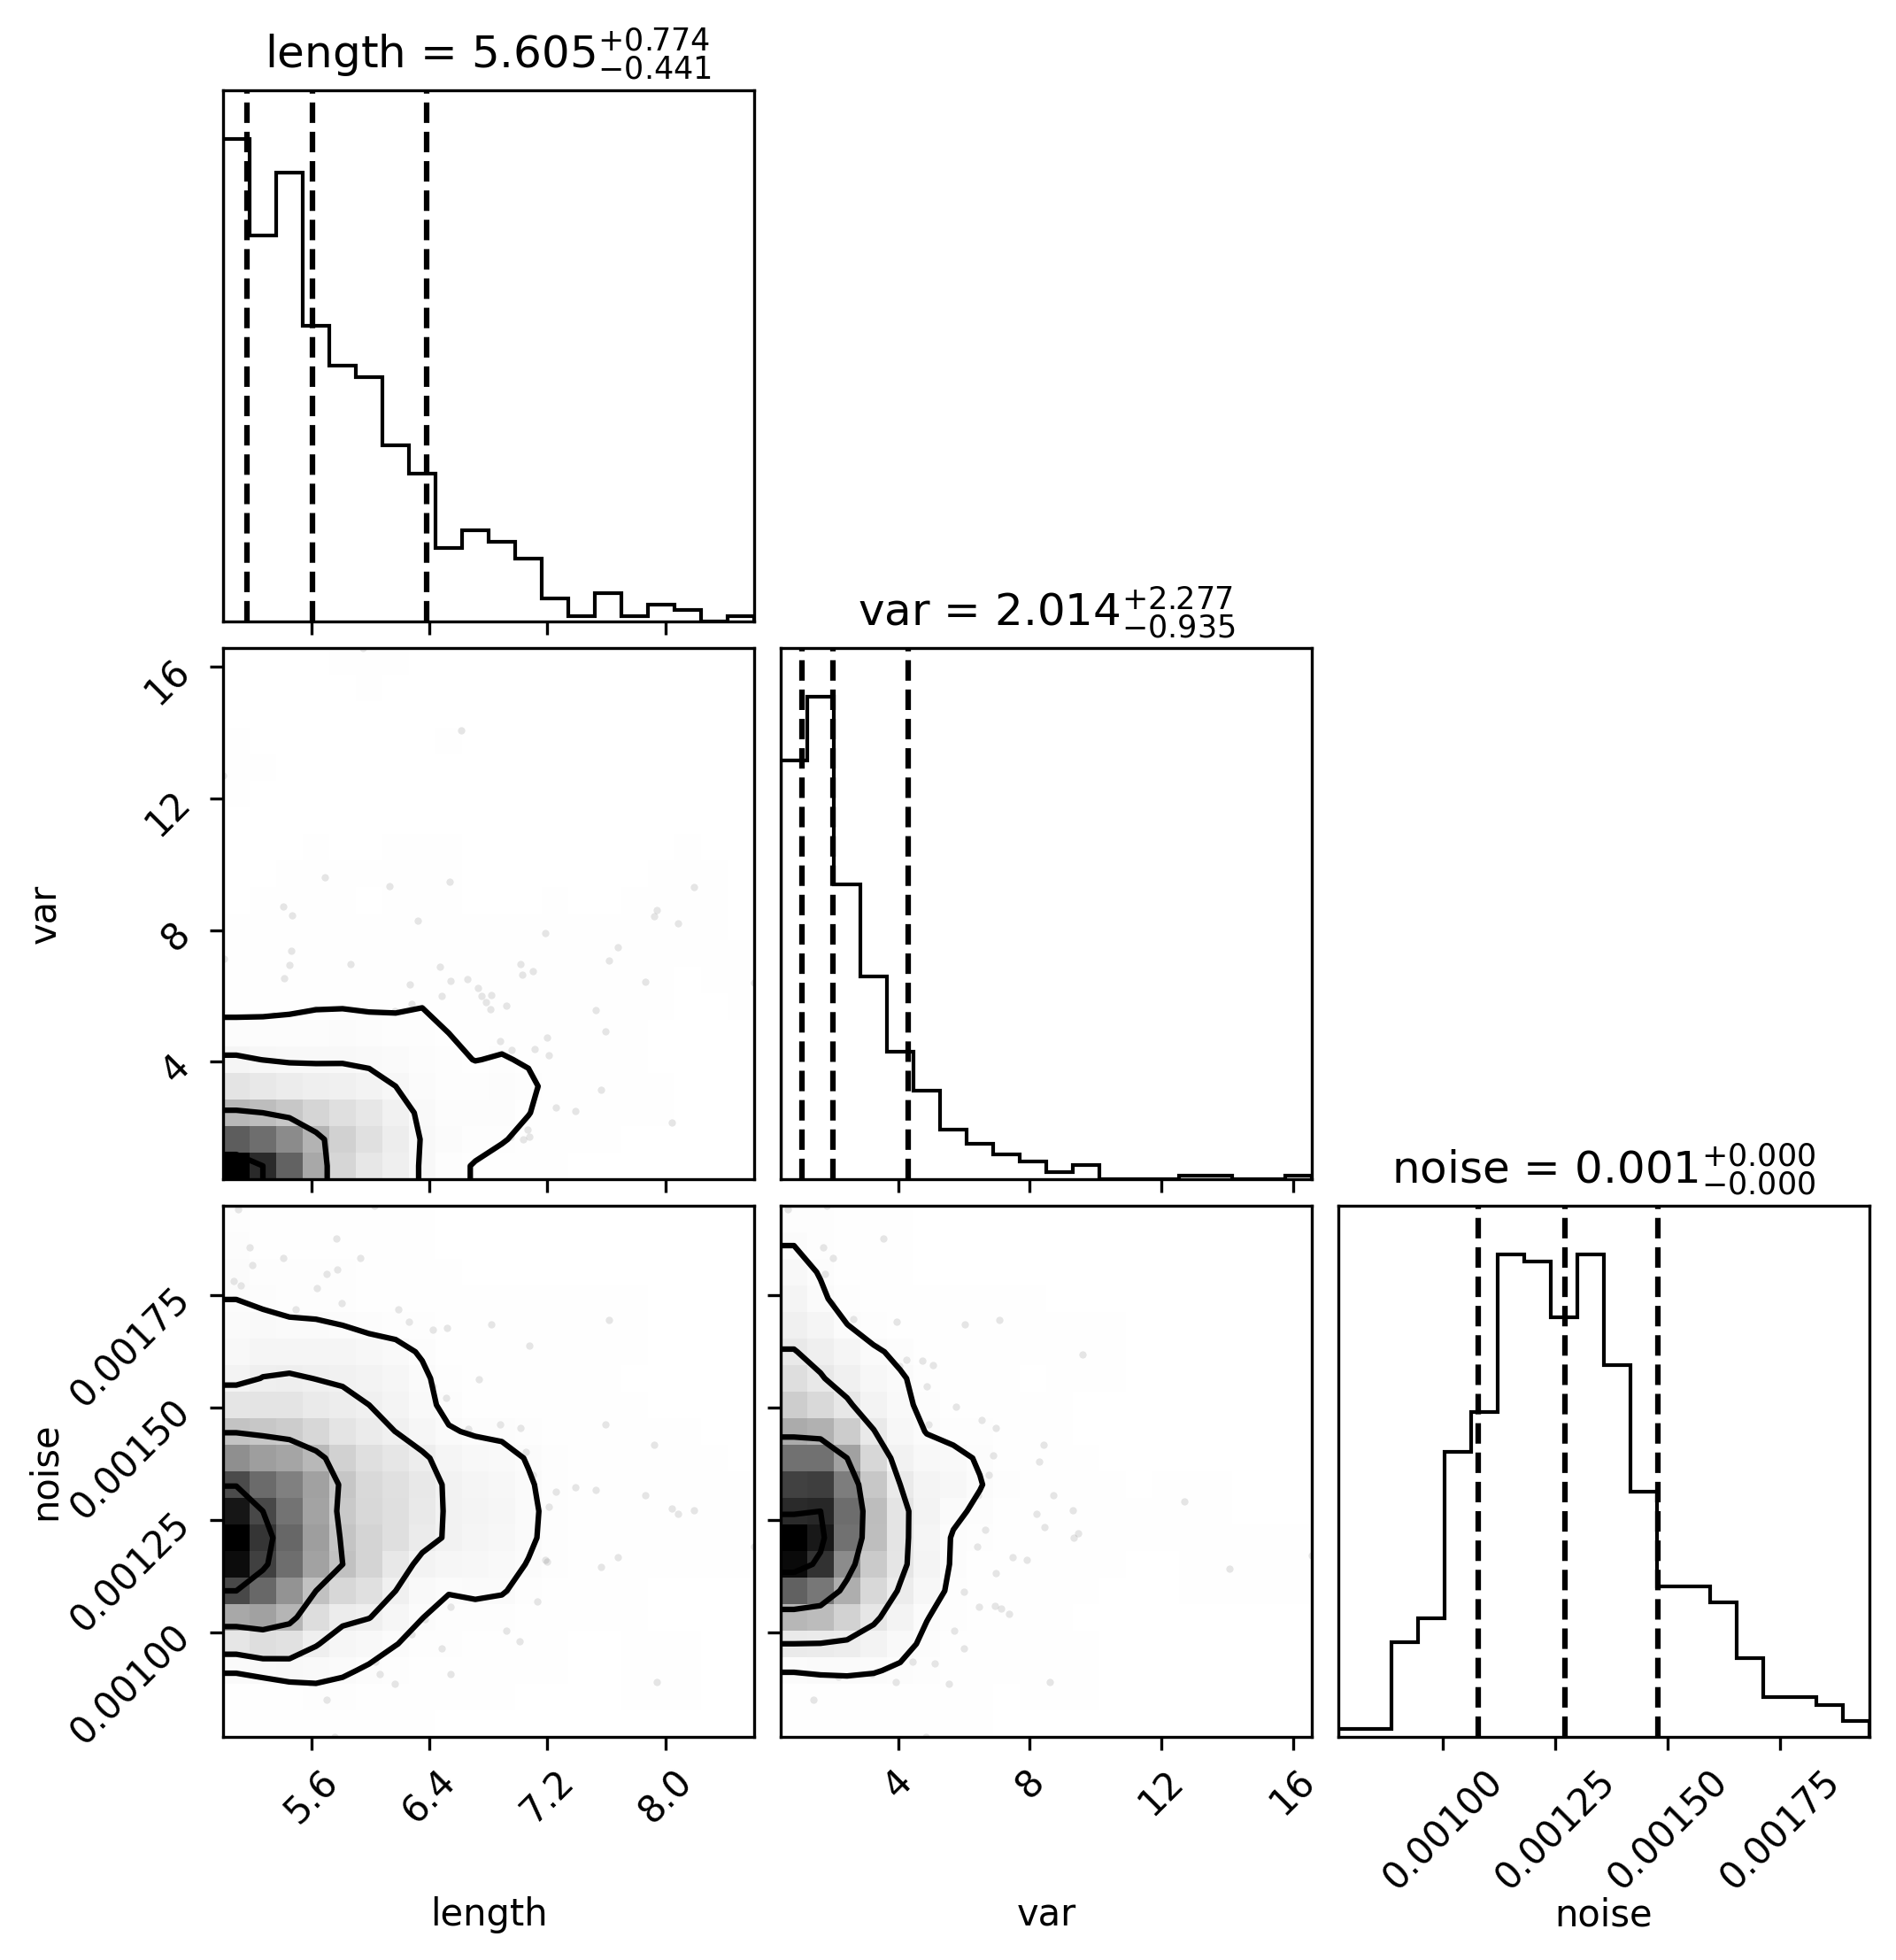 length = 5.605+0.774−0.441
var = 2.014+2.277−0.935
16
12
8
4
var
noise = 0.001+0.000−0.000
0.00175
0.00150
0.00125
0.00100
noise
5.6 6.4 7.2 8.0
4 8 12 16
0.00100 0.00125 0.00150 0.00175
length var noise